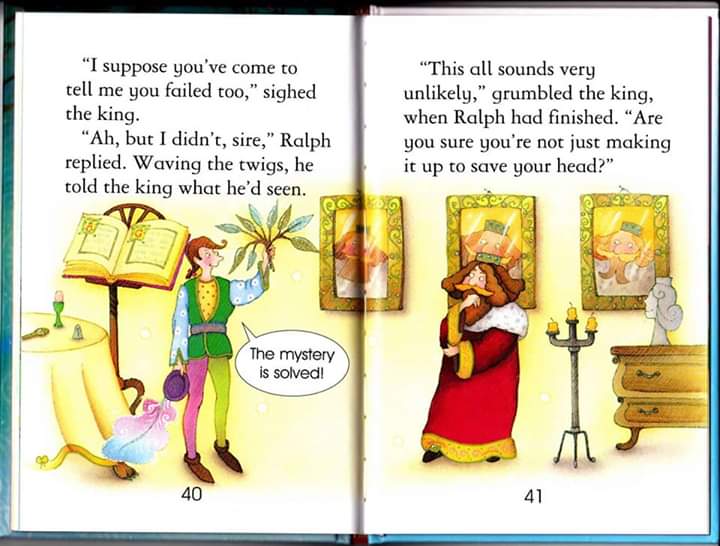 “I suppose you’ve come to
tell me you failed too,” sighed
the king.
“Ah, but I didn’t, sire,” Ralph
replied. Waving the twigs, he
told the king what he’d seen.
The mystery
is solved!
40
“This all sounds very
unlikely,” grumbled the king,
when Ralph had finished. “Are
you sure you’re not just making
it up to save your head?”
41